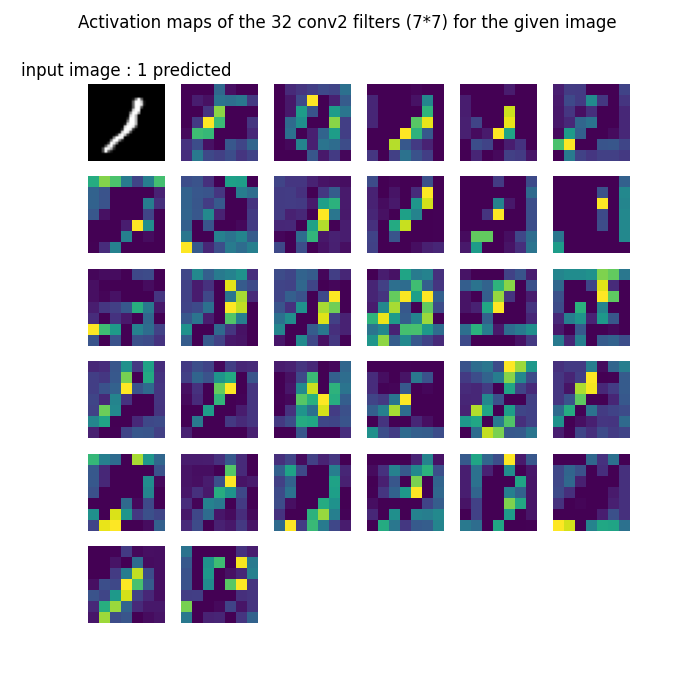 Activation maps of the 32 conv2 filters (7*7) for the given image
input image : 1 predicted